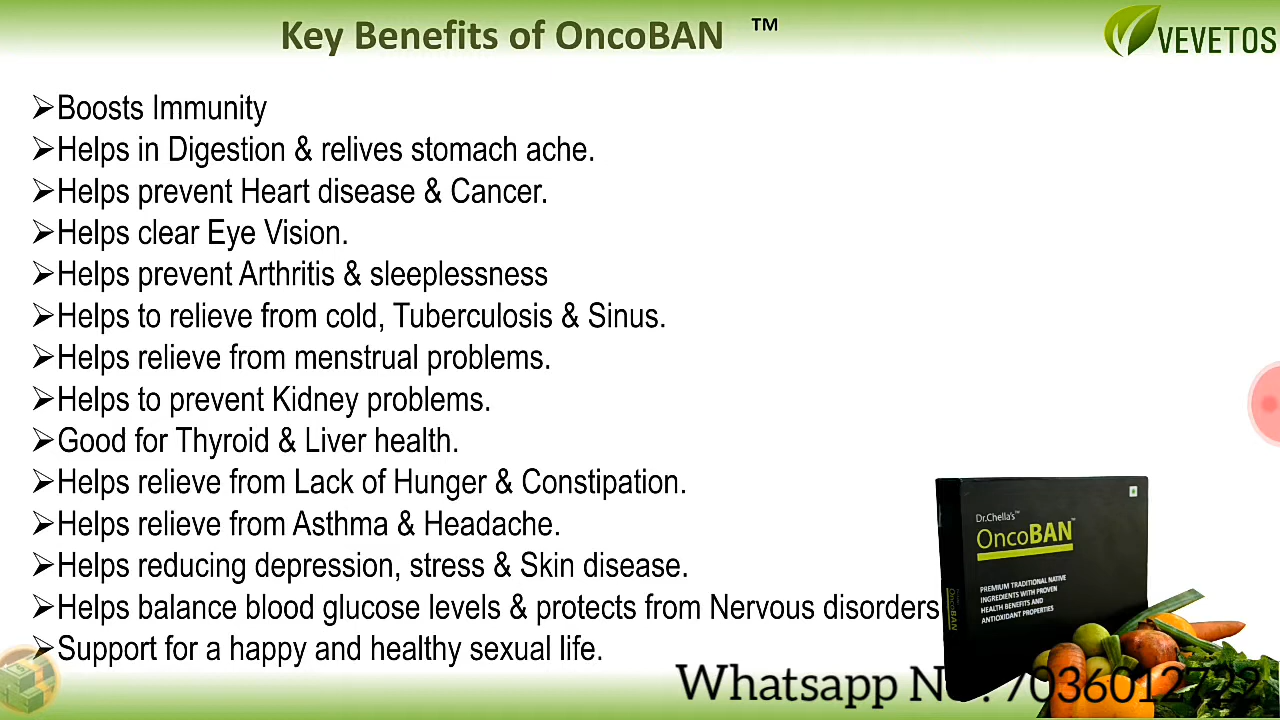 Key Benefits of OncoBAN ™
VEVETOS
➢Boosts Immunity
➢Helps in Digestion & relives stomach ache.
➢Helps prevent Heart disease & Cancer.
➢Helps clear Eye Vision.
➢Helps prevent Arthritis & sleeplessness
➢Helps to relieve from cold, Tuberculosis & Sinus.
➢Helps relieve from menstrual problems.
➢Helps to prevent Kidney problems.
➢Good for Thyroid & Liver health.
➢Helps relieve from Lack of Hunger & Constipation.
➢Helps relieve from Asthma & Headache.
➢Helps reducing depression, stress & Skin disease.
➢Helps balance blood glucose levels & protects from Nervous disorders
➢Support for a happy and healthy sexual life.
Dr.Chella's™
OncoBAN™
PREMIUM TRADITIONAL NATIVE
INGREDIENTS WITH PROVEN
HEALTH BENEFITS AND
ANTIOXIDANT PROPERTIES
OncoBAN
Whatsapp No: 7036012722